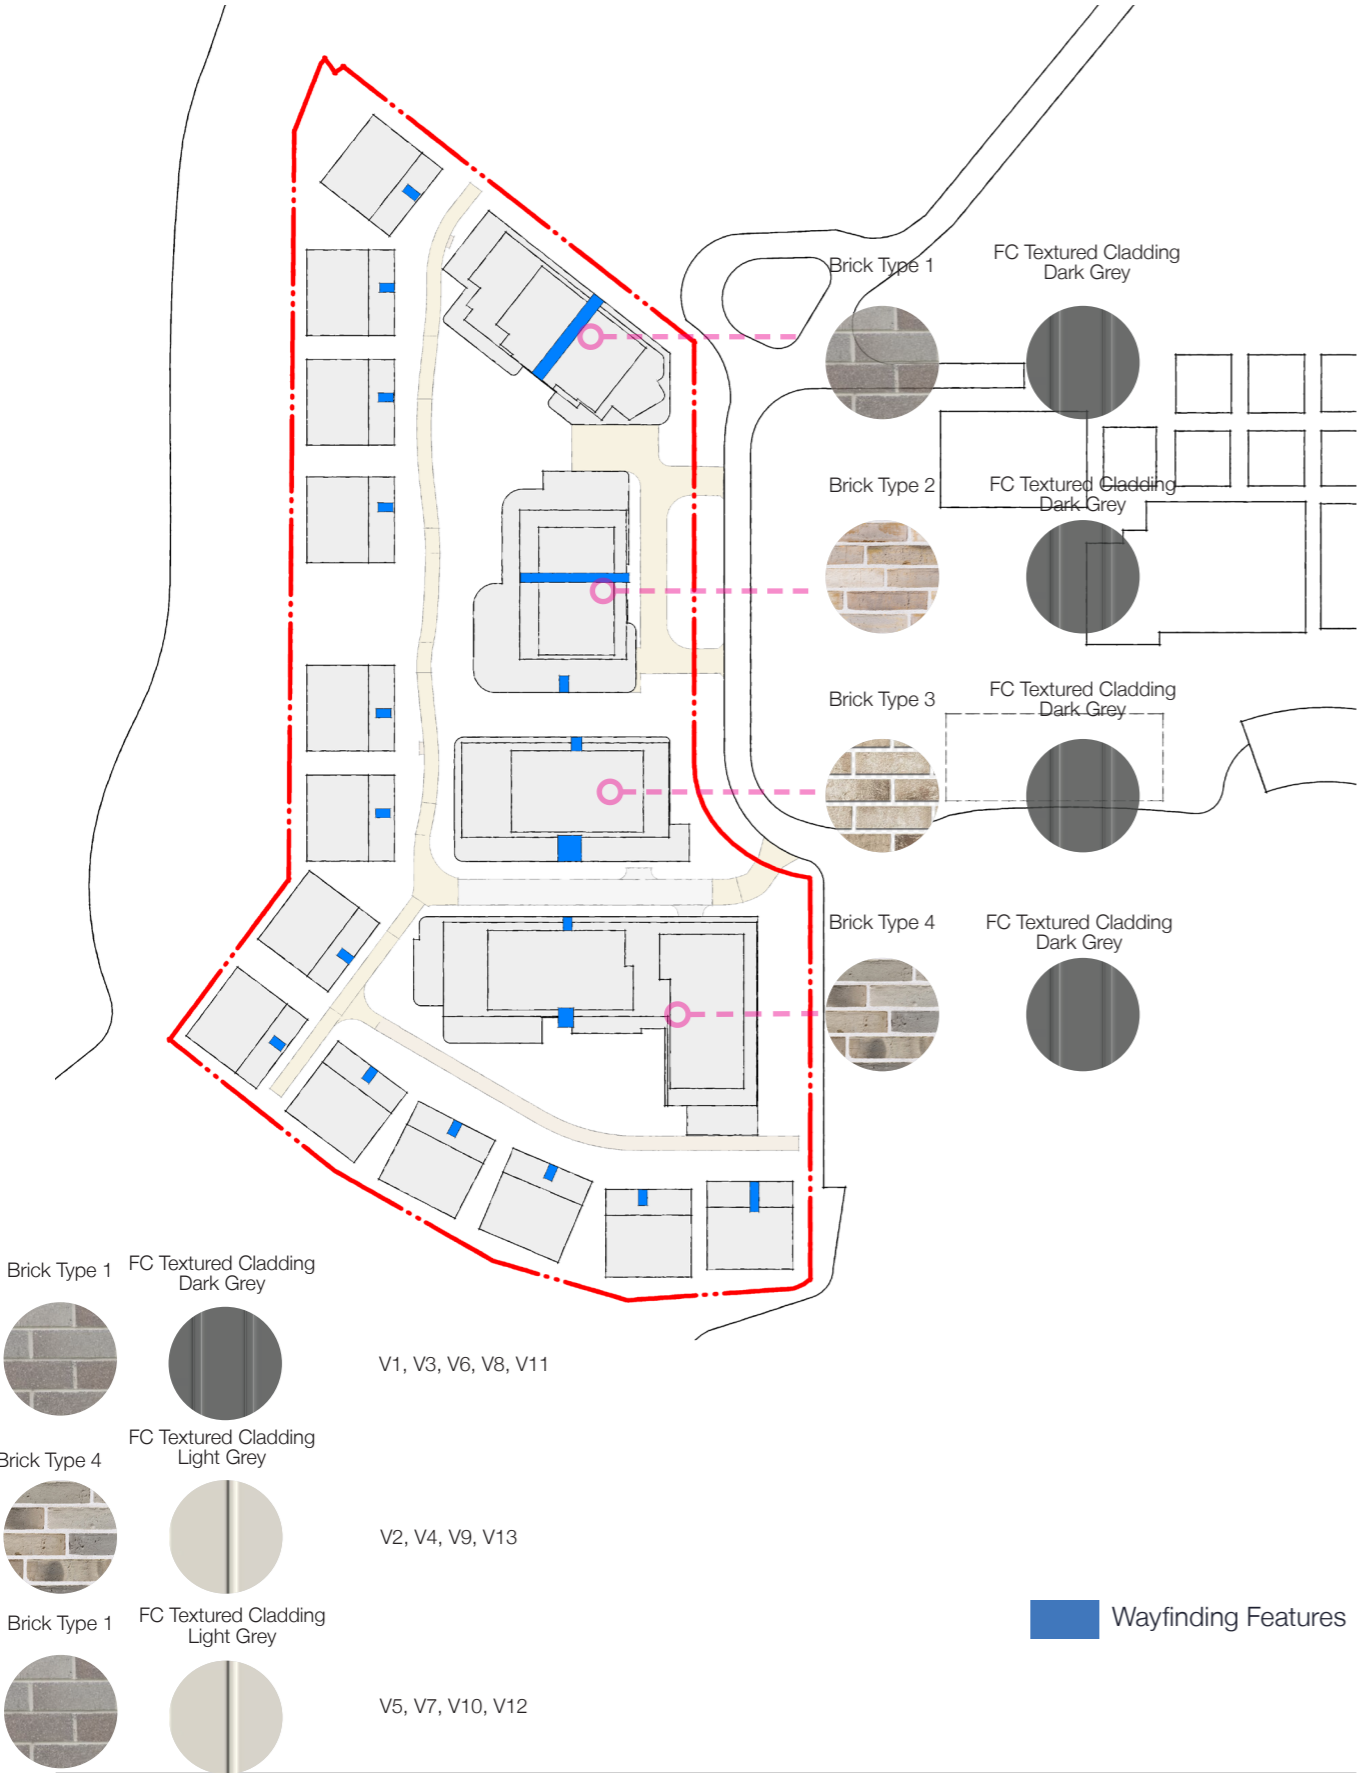 Brick Type 1
FC Textured Cladding
Dark Grey
Brick Type 2
FC Textured Cladding
Dark Grey
Brick Type 3
FC Textured Cladding
Dark Grey
Brick Type 4
FC Textured Cladding
Dark Grey
Brick Type 1
FC Textured Cladding
Dark Grey
V1, V3, V6, V8, V11
Brick Type 4
FC Textured Cladding
Light Grey
V2, V4, V9, V13
Brick Type 1
FC Textured Cladding
Light Grey
V5, V7, V10, V12
Wayfinding Features